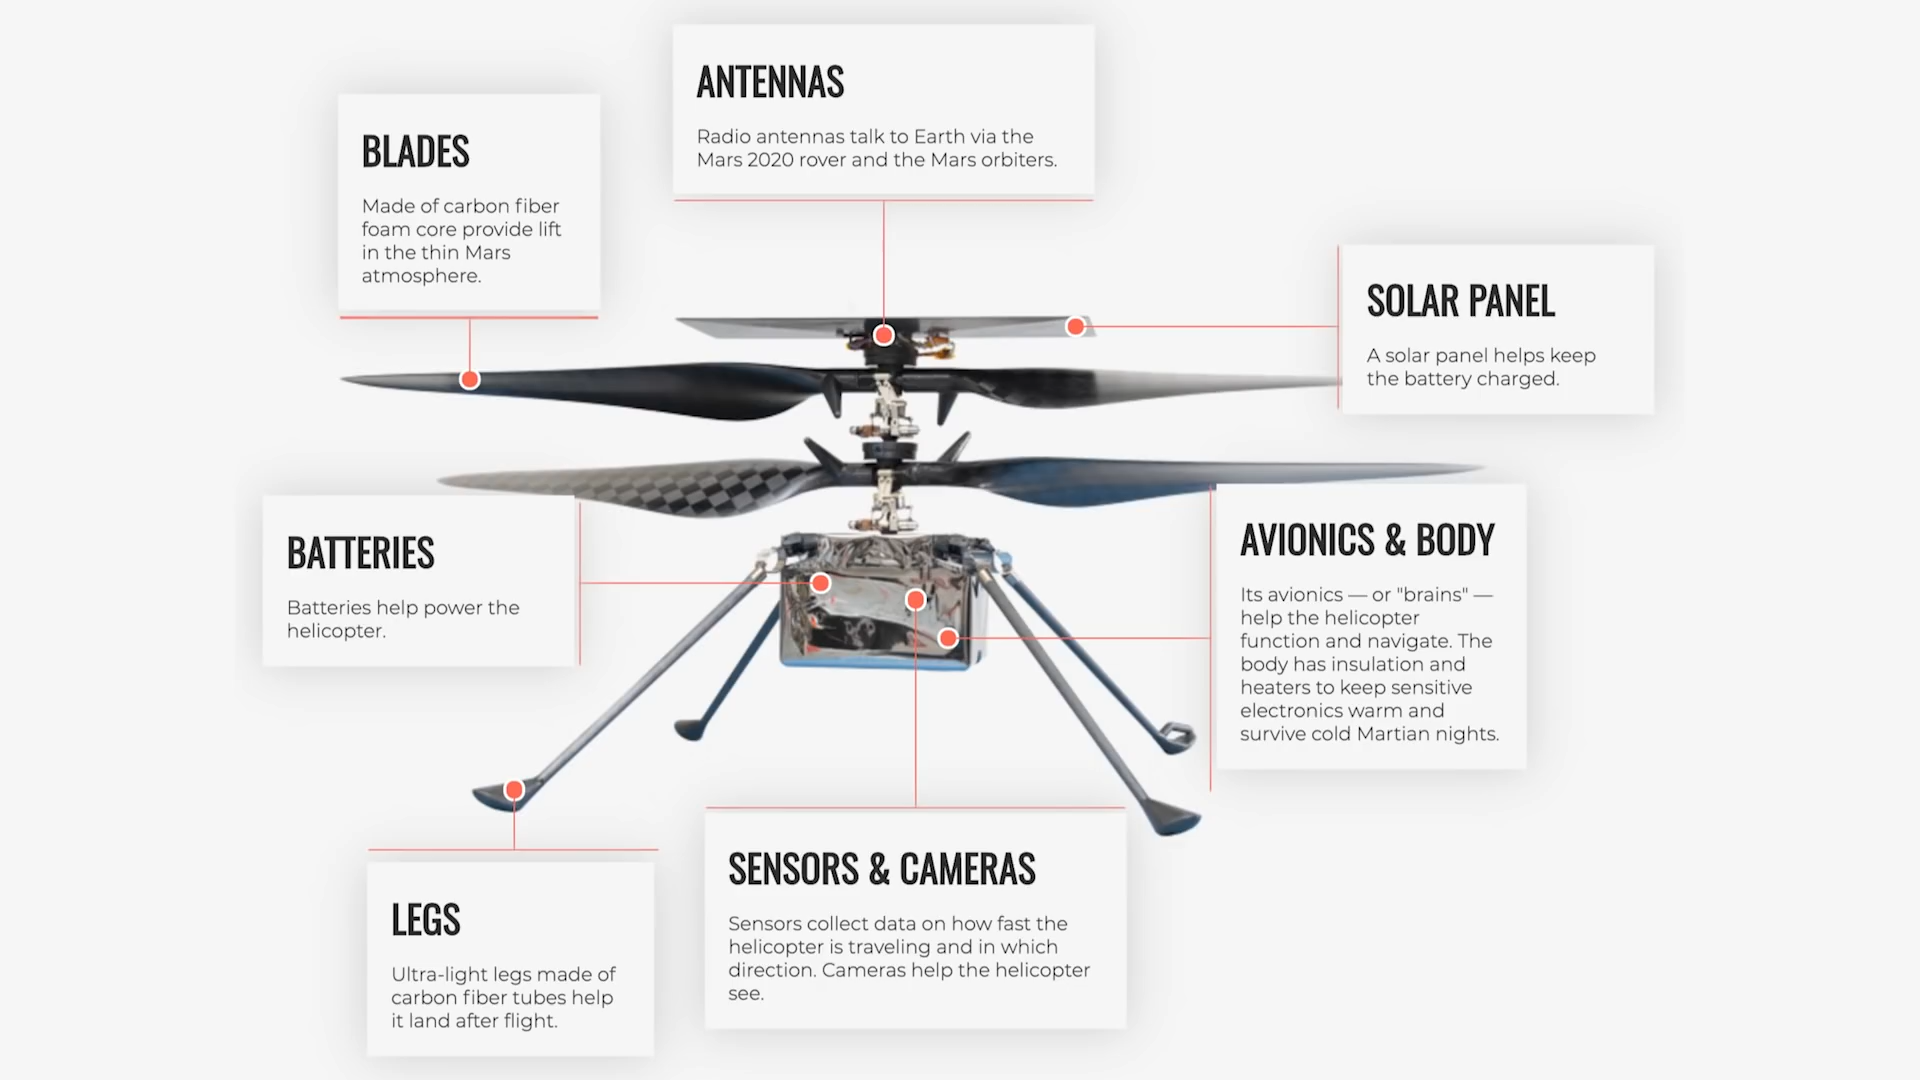 ANTENNAS
Radio antennas talk to Earth via the
Mars 2020 rover and the Mars orbiters.
BLADES
Made of carbon fiber
foam core provide lift
in the thin Mars
atmosphere.
SOLAR PANEL
A solar panel helps keep
the battery charged.
BATTERIES
Batteries help power the
helicopter.
AVIONICS & BODY
Its avionics — or "brains" —
help the helicopter
function and navigate. The
body has insulation and
heaters to keep sensitive
electronics warm and
survive cold Martian nights.
LEGS
Ultra-light legs made of
carbon fiber tubes help
it land after flight.
SENSORS & CAMERAS
Sensors collect data on how fast the
helicopter is traveling and in which
direction. Cameras help the helicopter
see.